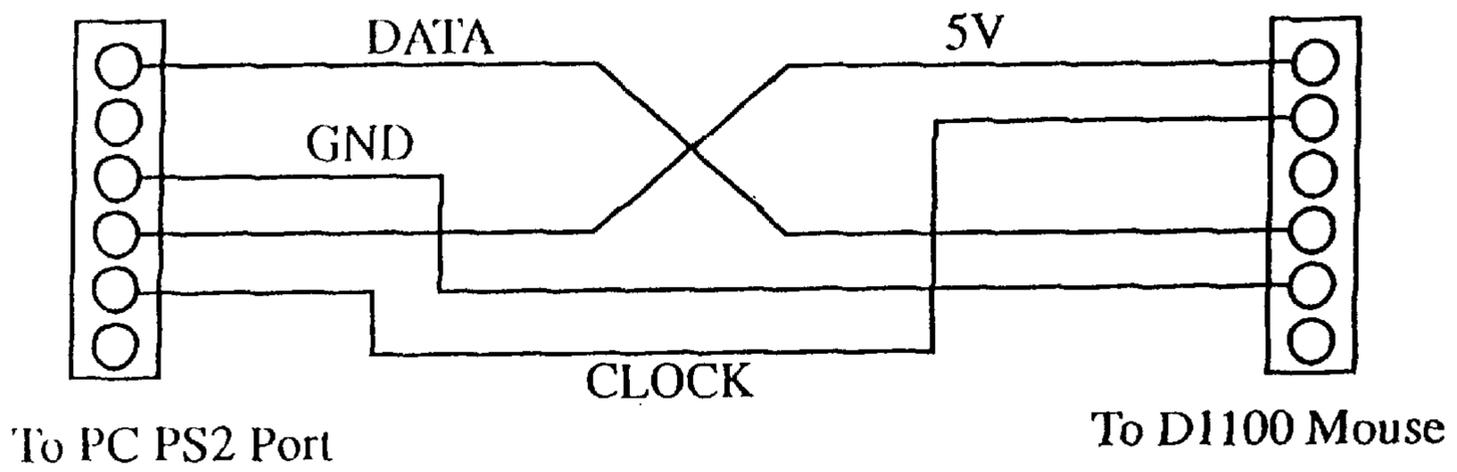 DATA
5V
GND
CLOCK
To PC PS2 Port
To D1100 Mouse